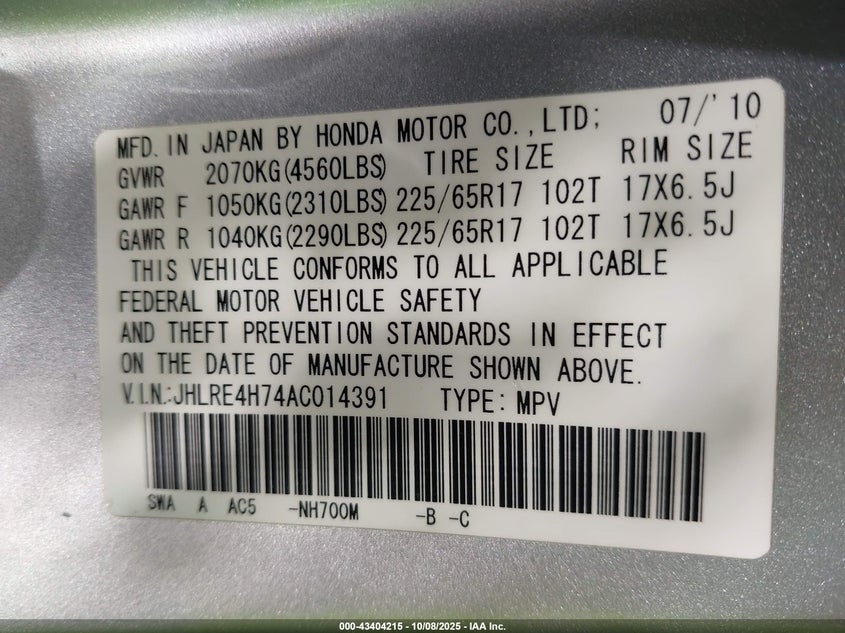 MFD. IN JAPAN BY HONDA MOTOR CO., LTD; 07/'10
GVWR 2070KG(4560LBS) TIRE SIZE RIM SIZE
GAWR F 1050KG(2310LBS) 225/65R17 102T 17X6.5J
GAWR R 1040KG(2290LBS) 225/65R17 102T 17X6.5J
THIS VEHICLE CONFORMS TO ALL APPLICABLE
FEDERAL MOTOR VEHICLE SAFETY
AND THEFT PREVENTION STANDARDS IN EFFECT
ON THE DATE OF MANUFACTURE SHOWN ABOVE.
V.I.N.:JHLRE4H74AC014391 TYPE: MPV
SWA A AC5 -NH700M -B -C
000-43404215 - 10/08/2025 - IAA Inc.